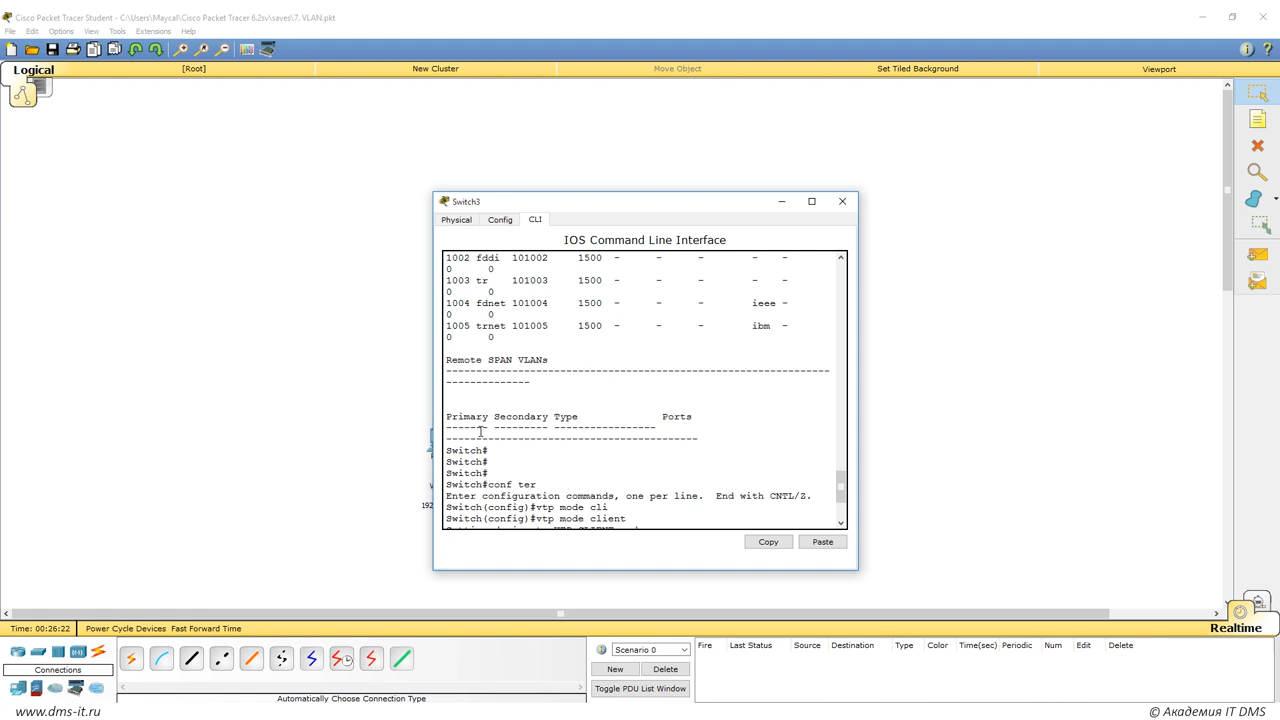 Cisco Packet Tracer Student - C:\Users\Maycal\Cisco Packet Tracer 6.2sv\saves\7. VLAN.pkt
File Edit Options View Tools Extensions Help
Logical [Root] New Cluster Move Object Set Tiled Background Viewport
Switch3
Physical Config CLI
IOS Command Line Interface
1002 fddi 101002 1500 - - - - -
0 0
1003 tr 101003 1500 - - - - -
0 0
1004 fdnet 101004 1500 - - - ieee -
0 0
1005 trnet 101005 1500 - - - ibm -
0 0
Remote SPAN VLANs
------------------------------------------------------------------
--------------
Primary Secondary Type Ports
------- --------- -----------------
------------------------------------------
Switch#
Switch#
Switch#
Switch#conf ter
Enter configuration commands, one per line. End with CNTL/Z.
Switch(config)#vtp mode cli
Switch(config)#vtp mode client
Copy Paste
192
Time: 00:26:22 Power Cycle Devices Fast Forward Time Realtime
Connections
Automatically Choose Connection Type
Scenario 0
New Delete
Toggle PDU List Window
Fire Last Status Source Destination Type Color Time(sec) Periodic Num Edit Delete
www.dms-it.ru © Академия IT DMS